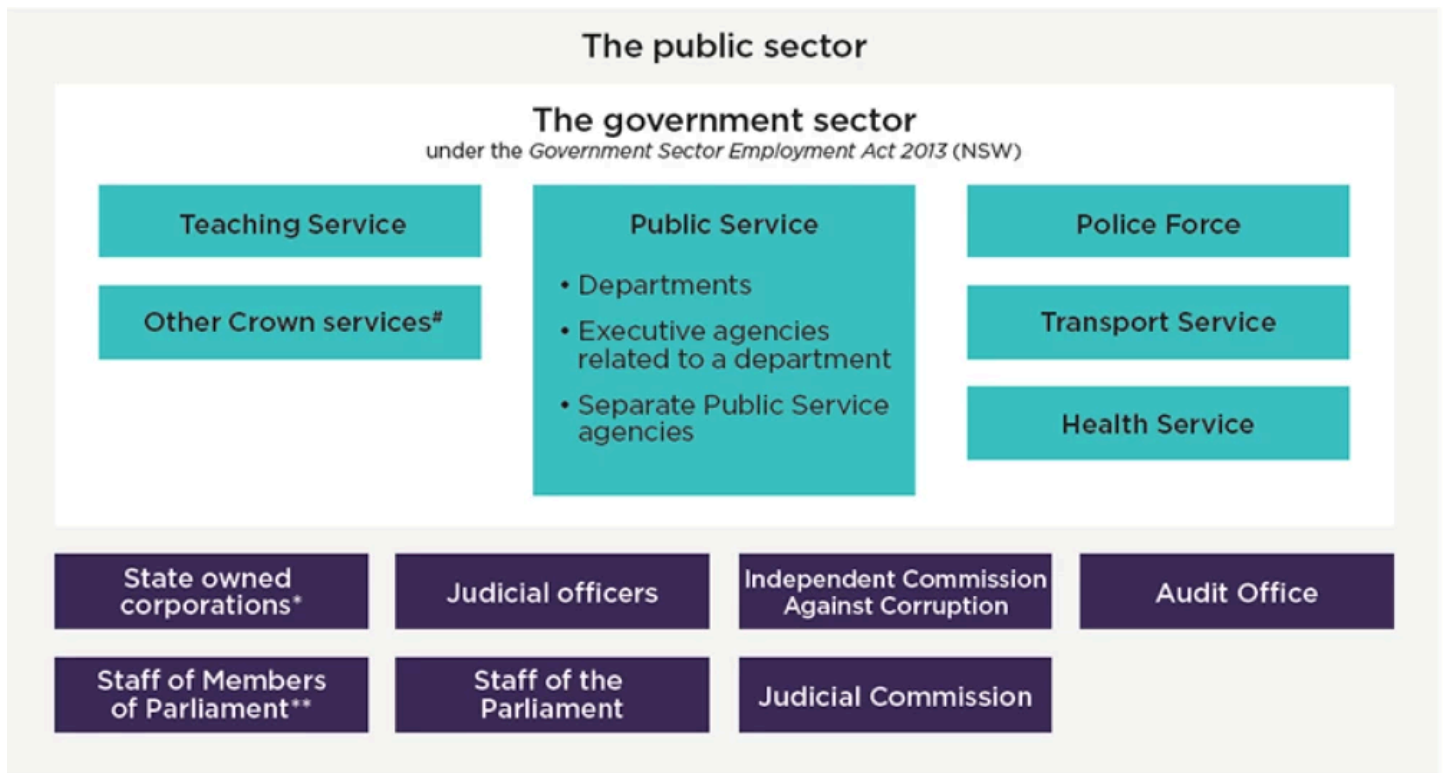 The public sector
The government sector
under the Government Sector Employment Act 2013 (NSW)
Teaching Service
Other Crown services#
Public Service
• Departments
• Executive agencies
related to a department
• Separate Public Service
agencies
Police Force
Transport Service
Health Service
State owned
corporations*
Judicial officers
Independent Commission
Against Corruption
Audit Office
Staff of Members
of Parliament**
Staff of the
Parliament
Judicial Commission